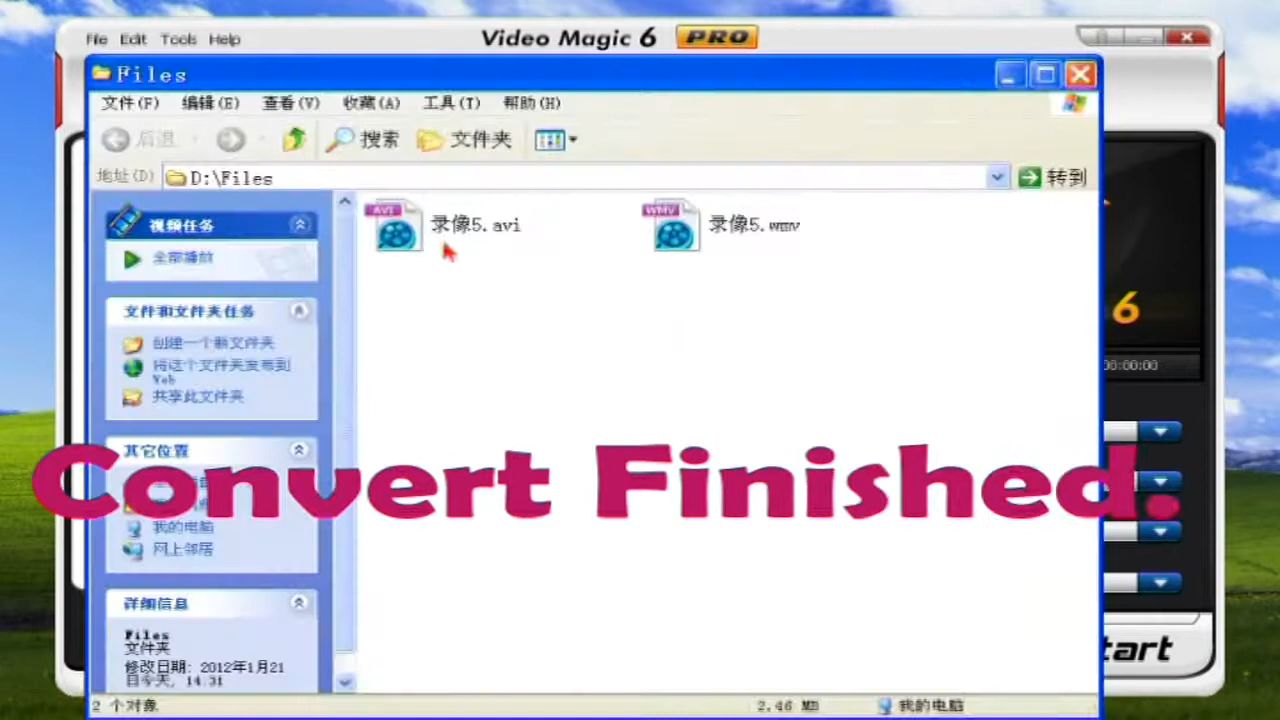 File Edit Tools Help
Video Magic 6 PRO
Files
文件(F) 编辑(E) 查看(V) 收藏(A) 工具(T) 帮助(H)
后退 搜索 文件夹
地址(D) D:\Files 转到
视频任务
全部播放
AVI 录像5.avi
WMV 录像5.wmv
文件和文件夹任务
创建一个新文件夹
将这个文件夹发布到
Web
共享此文件夹
6
00:00:00
其它位置
Convert Finished.
我的电脑
网上邻居
详细信息
Files
文件夹
修改日期: 2012年1月21
日今天, 14:31
tart
2 个对象 2.46 MB 我的电脑